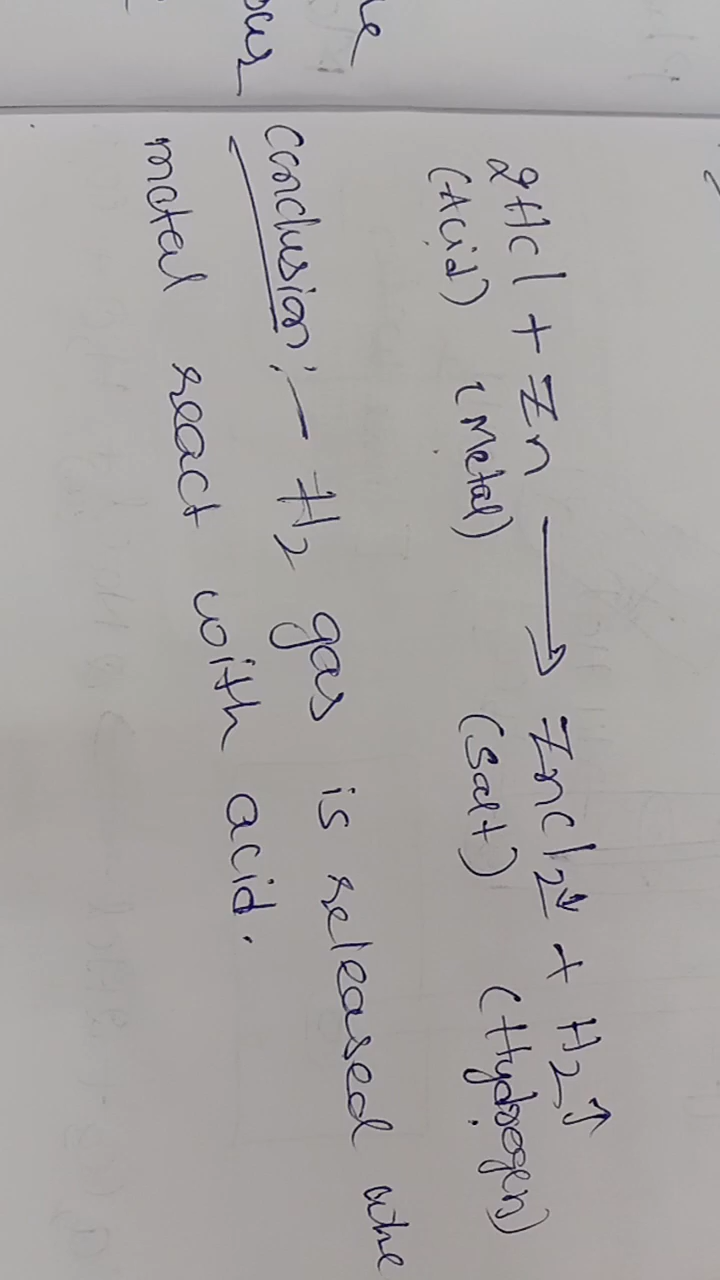 2HCl + Zn ⟶ ZnCl₂↓ + H₂↑
(Acid) (Metal) (Salt) (Hydrogen)
Conclusion :- H₂ gas is released whe
metal react with acid.